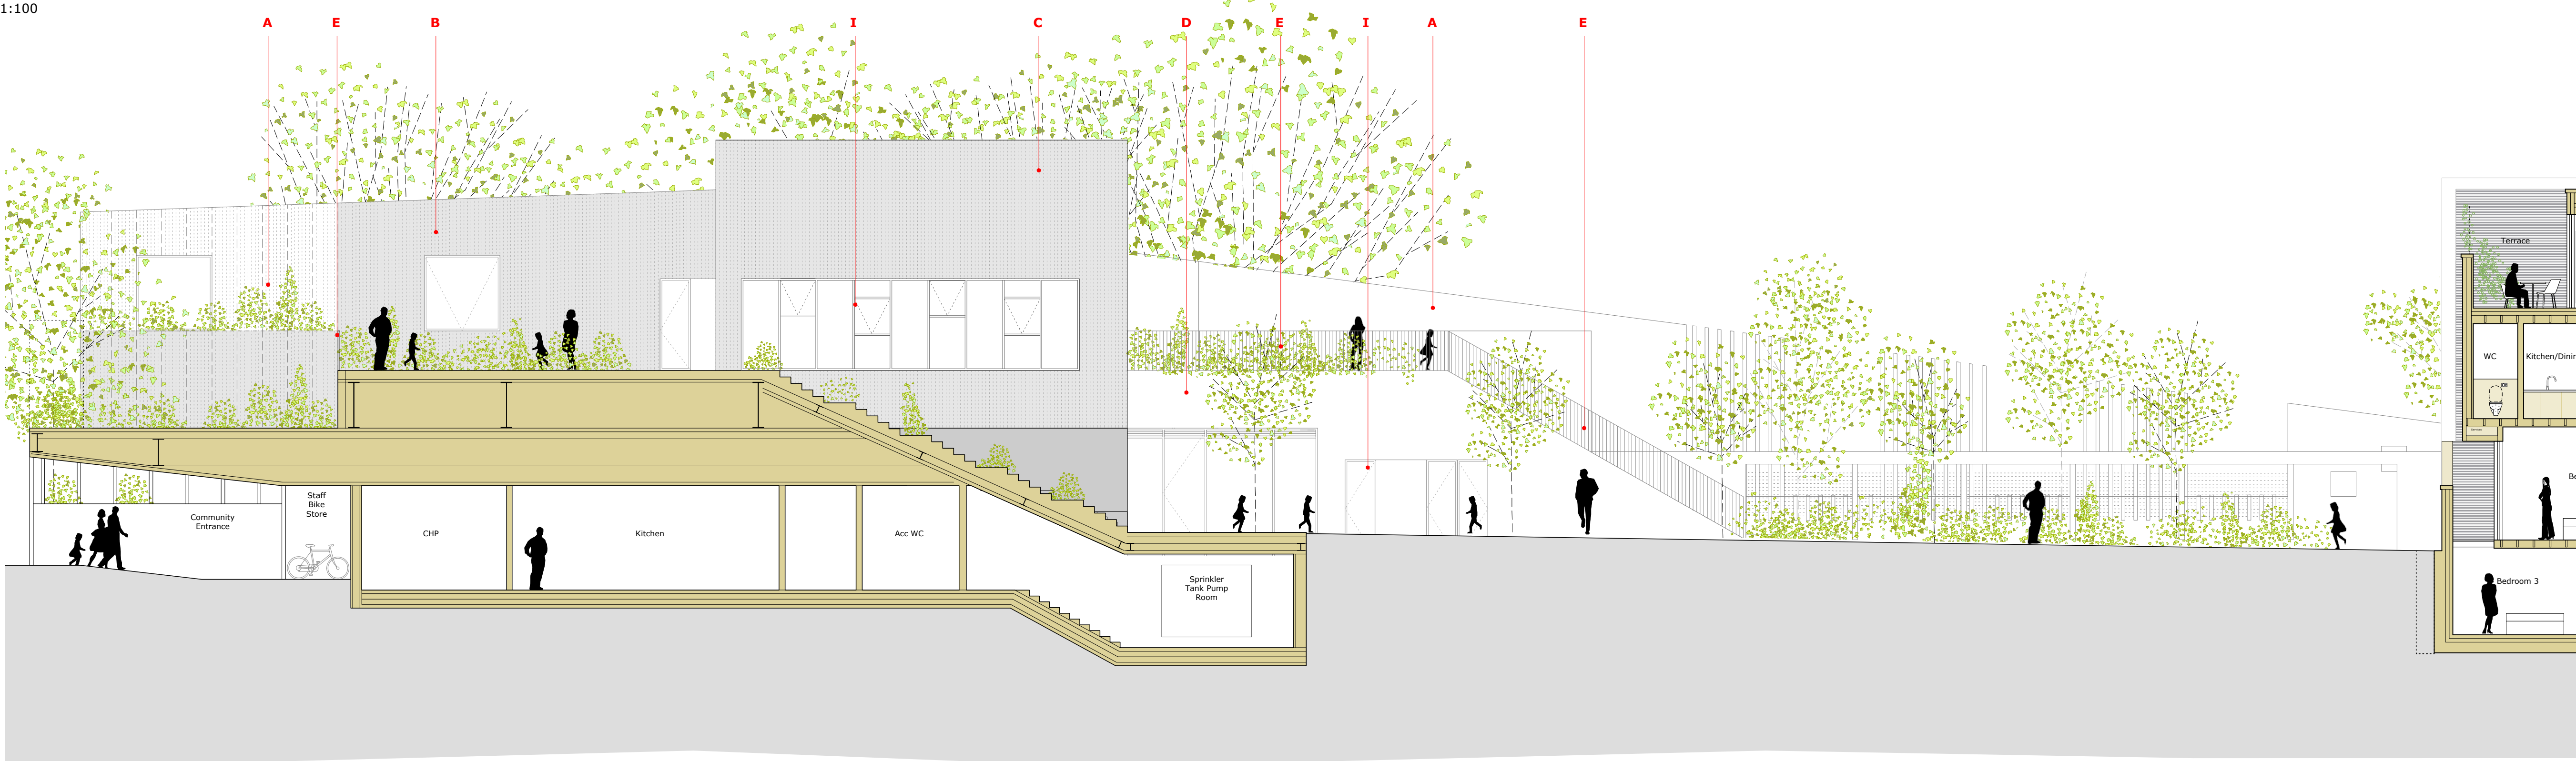 1:100
A
E
B
I
C
D
E
I
A
E
Terrace
WC
Kitchen/Dinin
Staff
Bike
Store
Community
Entrance
CHP
Kitchen
Acc WC
Sprinkler
Tank Pump
Room
Be
Bedroom 3